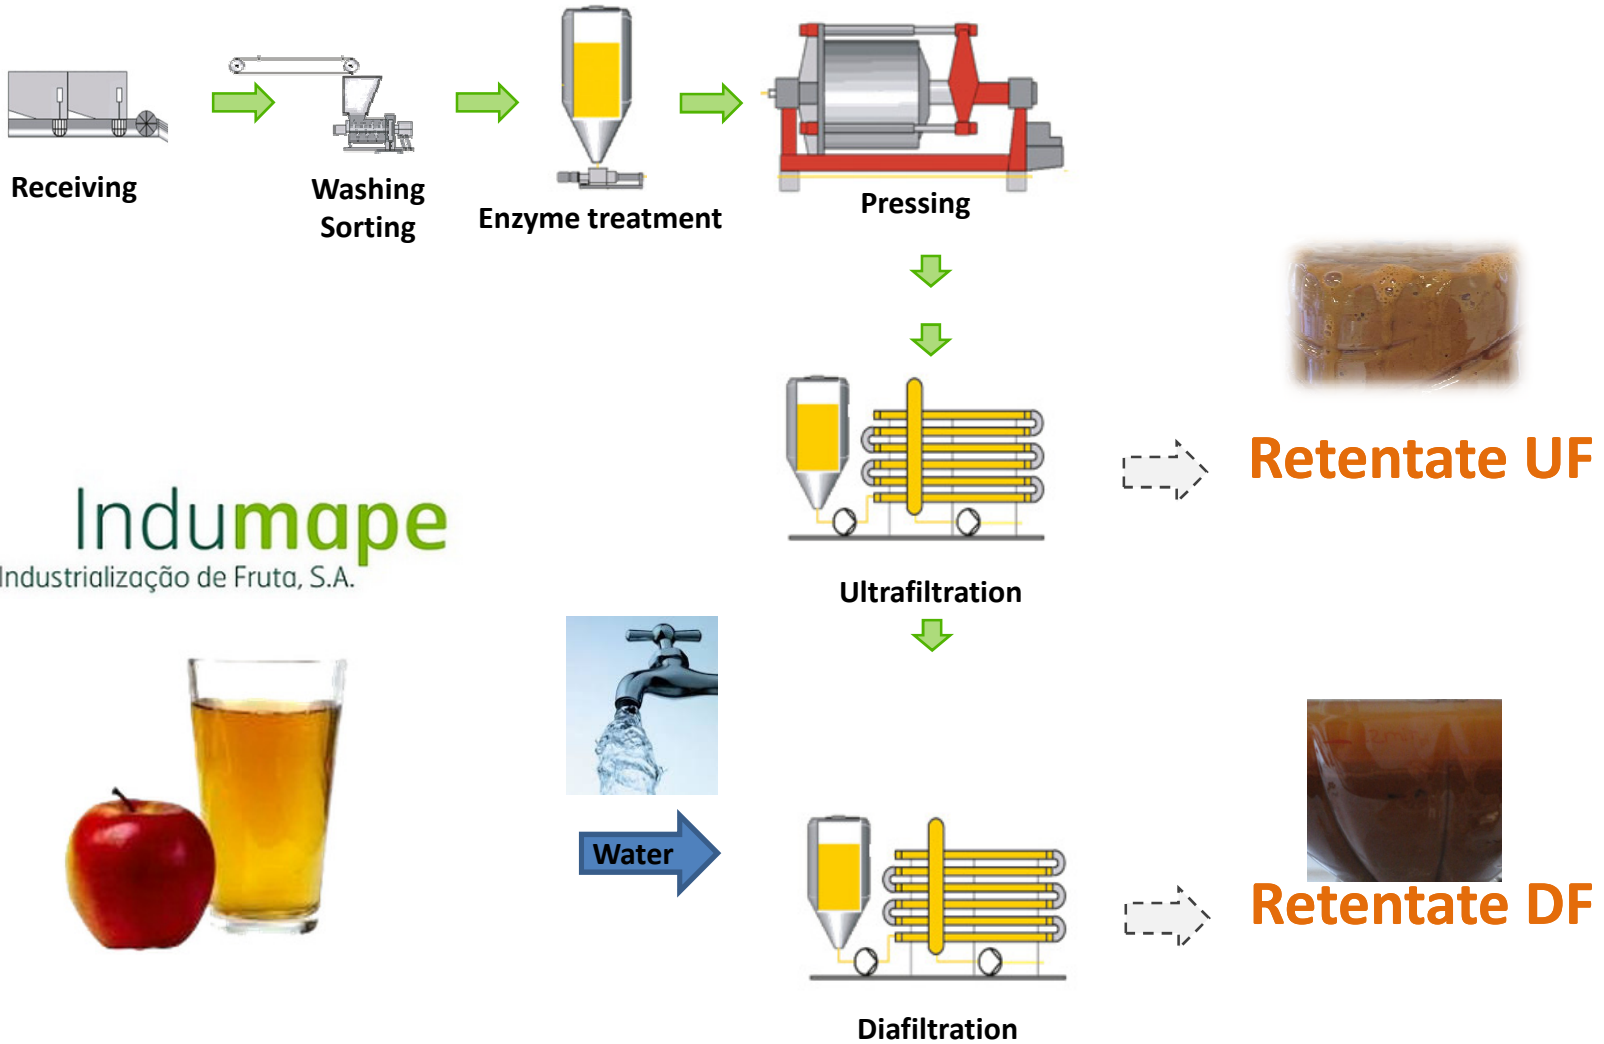 Receiving
Washing
Sorting
Enzyme treatment
Pressing
Retentate UF
Indumape
Industrialização de Fruta, S.A.
Ultrafiltration
Water
Retentate DF
Diafiltration